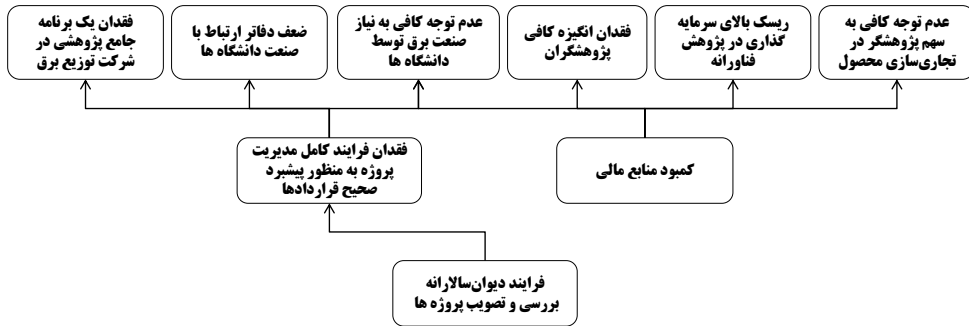 عدم توجه کافی به
سهم پژوهشگر در
تجاری‌سازی محصول
ریسک بالای سرمایه
گذاری در پژوهش
فناورانه
فقدان انگیزه کافی
پژوهشگران
عدم توجه کافی به نیاز
صنعت برق توسط
دانشگاه ها
ضعف دفاتر ارتباط با
صنعت دانشگاه ها
فقدان یک برنامه
جامع پژوهشی در
شرکت توزیع برق
کمبود منابع مالی
فقدان فرایند کامل مدیریت
پروژه به منظور پیشبرد
صحیح قراردادها
فرایند دیوان‌سالارانه
بررسی و تصویب پروژه ها